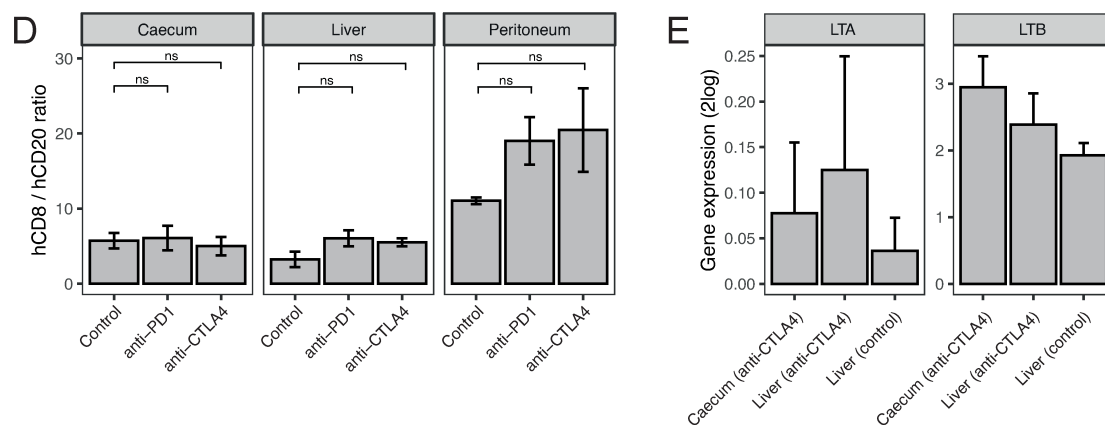 D
Caecum
Liver
Peritoneum
hCD8 / hCD20 ratio
30
20
10
0
ns
ns
ns
ns
ns
ns
Control
anti−PD1
anti−CTLA4
Control
anti−PD1
anti−CTLA4
Control
anti−PD1
anti−CTLA4
E
LTA
LTB
Gene expression (2log)
0.25
0.20
0.15
0.10
0.05
0.00
3
2
1
0
Caecum (anti-CTLA4)
Liver (anti-CTLA4)
Liver (control)
Caecum (anti-CTLA4)
Liver (anti-CTLA4)
Liver (control)